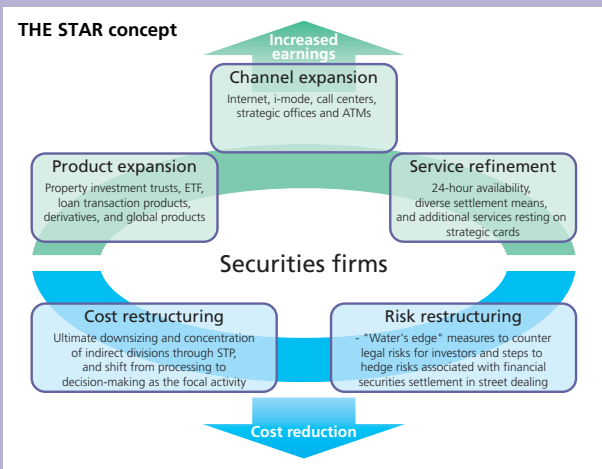 THE STAR concept
Increased
earnings
Channel expansion
Internet, i-mode, call centers,
strategic offices and ATMs
Product expansion
Property investment trusts, ETF,
loan transaction products,
derivatives, and global products
Service refinement
24-hour availability,
diverse settlement means,
and additional services resting on
strategic cards
Securities firms
Cost restructuring
Ultimate downsizing and concentration
of indirect divisions through STP,
and shift from processing to
decision-making as the focal activity
Risk restructuring
- "Water's edge" measures to counter
legal risks for investors and steps to
hedge risks associated with financial
securities settlement in street dealing
Cost reduction